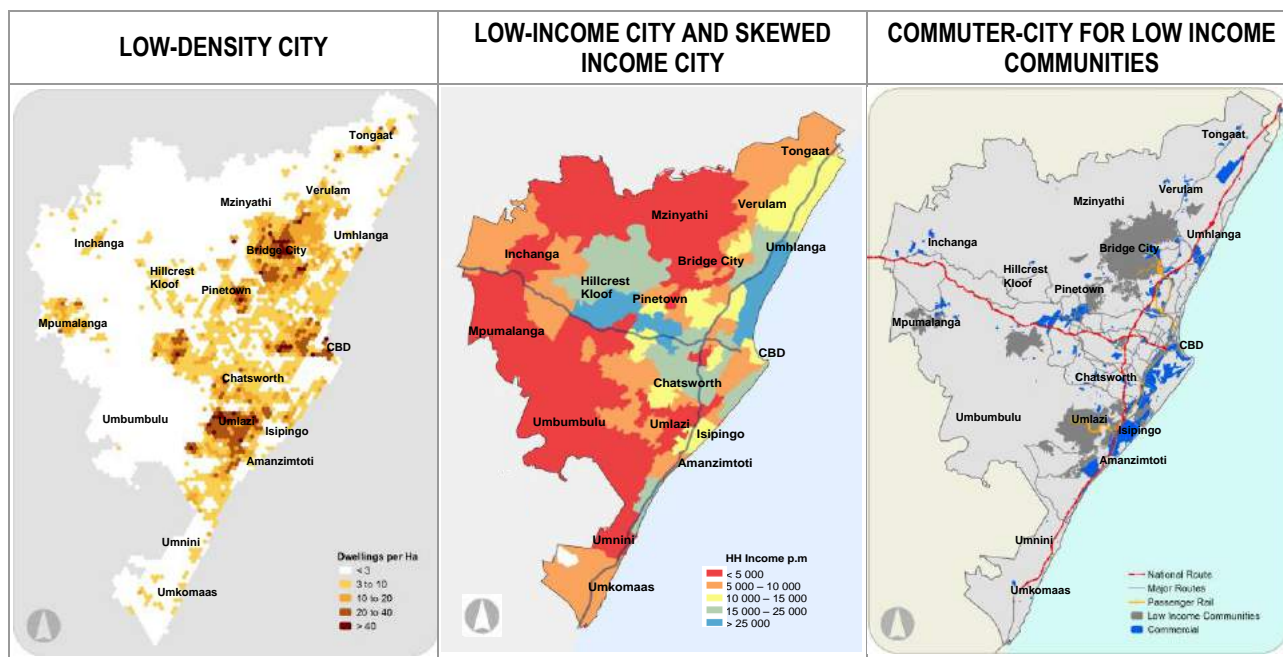 LOW-DENSITY CITY
LOW-INCOME CITY AND SKEWED
INCOME CITY
COMMUTER-CITY FOR LOW INCOME
COMMUNITIES
Tongaat
Verulam
Mzinyathi
Umhlanga
Bridge City
Inchanga
Hillcrest
Kloof
Pinetown
Mpumalanga
CBD
Chatsworth
Umbumbulu
Umlazi
Isipingo
Amanzimtoti
Umnini
Umkomaas
Dwellings per Ha
< 3
3 to 10
10 to 20
20 to 40
> 40
Tongaat
Verulam
Mzinyathi
Umhlanga
Inchanga
Bridge City
Hillcrest
Kloof
Pinetown
Mpumalanga
CBD
Chatsworth
Umbumbulu
Umlazi
Isipingo
Amanzimtoti
Umnini
Umkomaas
HH Income p.m
< 5 000
5 000 – 10 000
10 000 – 15 000
15 000 – 25 000
> 25 000
Tongaat
Verulam
Mzinyathi
Umhlanga
Inchanga
Bridge City
Hillcrest
Kloof
Pinetown
Mpumalanga
CBD
Chatsworth
Umbumbulu
Umlazi
Isipingo
Amanzimtoti
Umnini
Umkomaas
National Route
Major Routes
Passenger Rail
Low Income Communities
Commercial